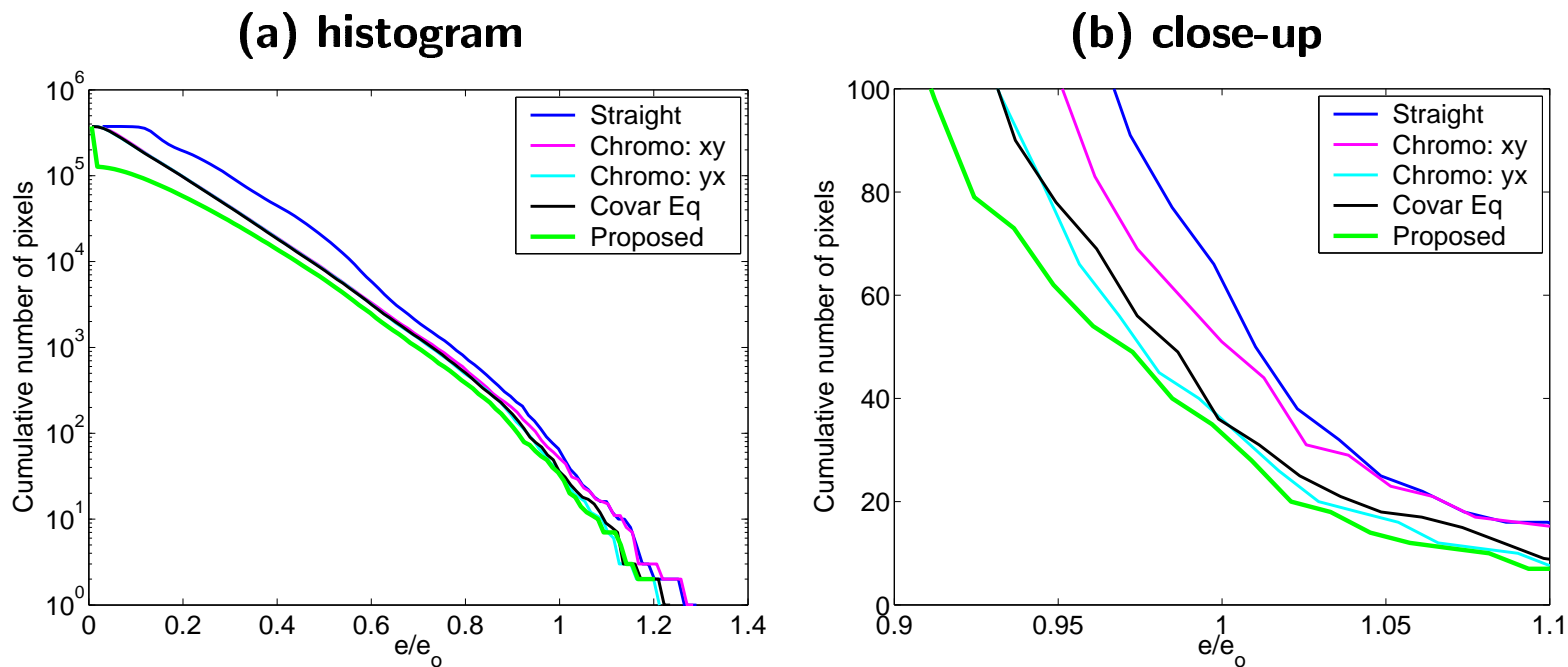 (a) histogram
10^6
10^5
10^4
10^3
10^2
10^1
10^0
Cumulative number of pixels
Straight
Chromo: xy
Chromo: yx
Covar Eq
Proposed
0 0.2 0.4 0.6 0.8 1 1.2 1.4
e/e_o
(b) close-up
100
80
60
40
20
0
Cumulative number of pixels
Straight
Chromo: xy
Chromo: yx
Covar Eq
Proposed
0.9 0.95 1 1.05 1.1
e/e_o